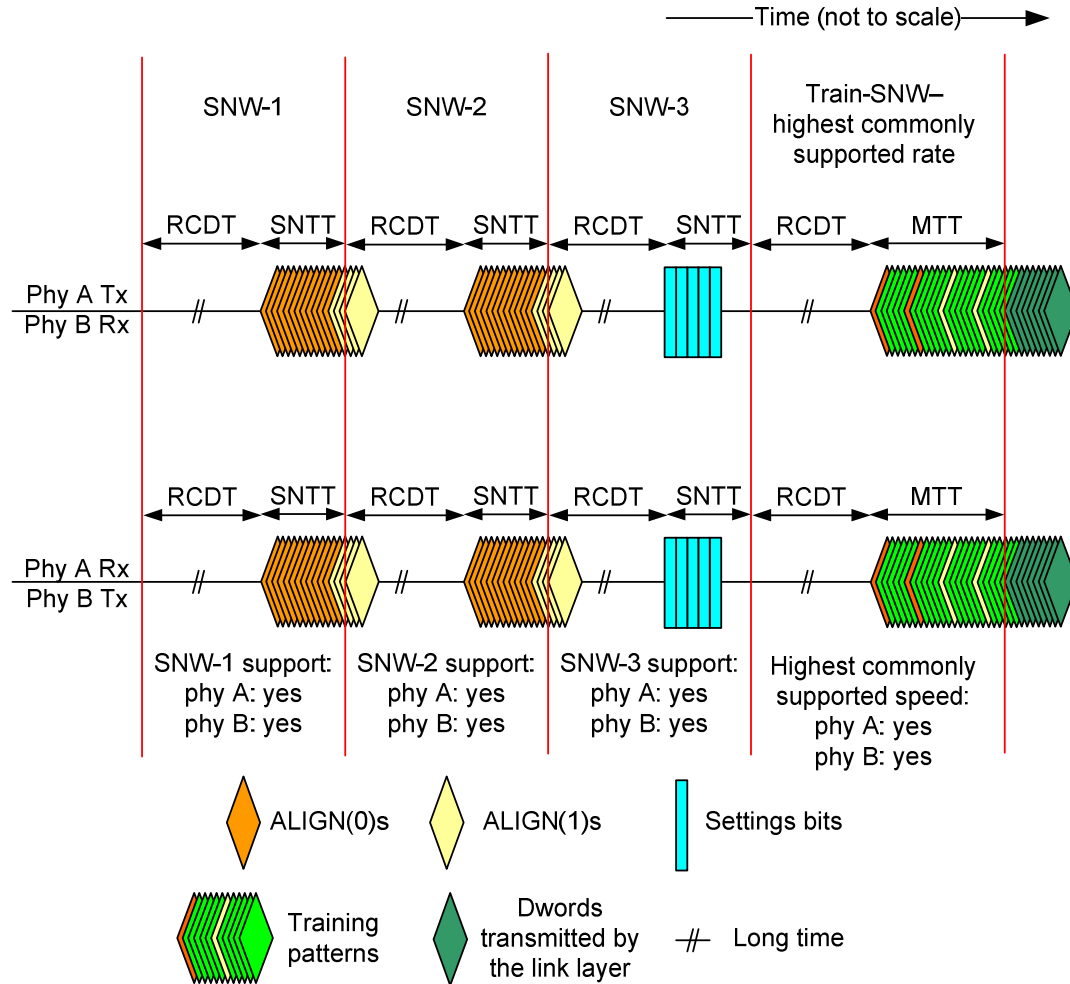 Time (not to scale)
SNW-1
SNW-2
SNW-3
Train-SNW–
highest commonly
supported rate
RCDT
SNTT
RCDT
SNTT
RCDT
SNTT
RCDT
MTT
Phy A Tx
Phy B Rx
RCDT
SNTT
RCDT
SNTT
RCDT
SNTT
RCDT
MTT
Phy A Rx
Phy B Tx
SNW-1 support:
phy A: yes
phy B: yes
SNW-2 support:
phy A: yes
phy B: yes
SNW-3 support:
phy A: yes
phy B: yes
Highest commonly
supported speed:
phy A: yes
phy B: yes
ALIGN(0)s
ALIGN(1)s
Settings bits
Training
patterns
Dwords
transmitted by
the link layer
Long time